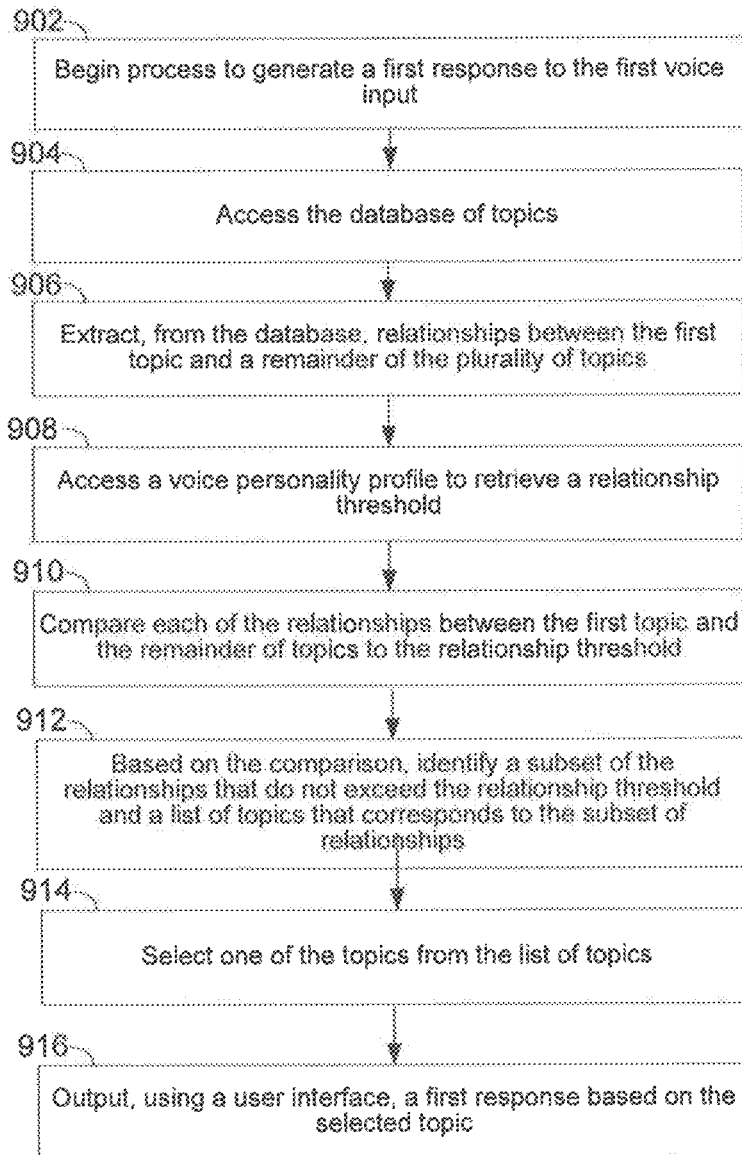 902
Begin process to generate a first response to the first voice
input
904
Access the database of topics
906
Extract, from the database, relationships between the first
topic and a remainder of the plurality of topics
908
Access a voice personality profile to retrieve a relationship
threshold
910
Compare each of the relationships between the first topic and
the remainder of topics to the relationship threshold
912
Based on the comparison, identify a subset of the
relationships that do not exceed the relationship threshold
and a list of topics that corresponds to the subset of
relationships
914
Select one of the topics from the list of topics
916
Output, using a user interface, a first response based on the
selected topic